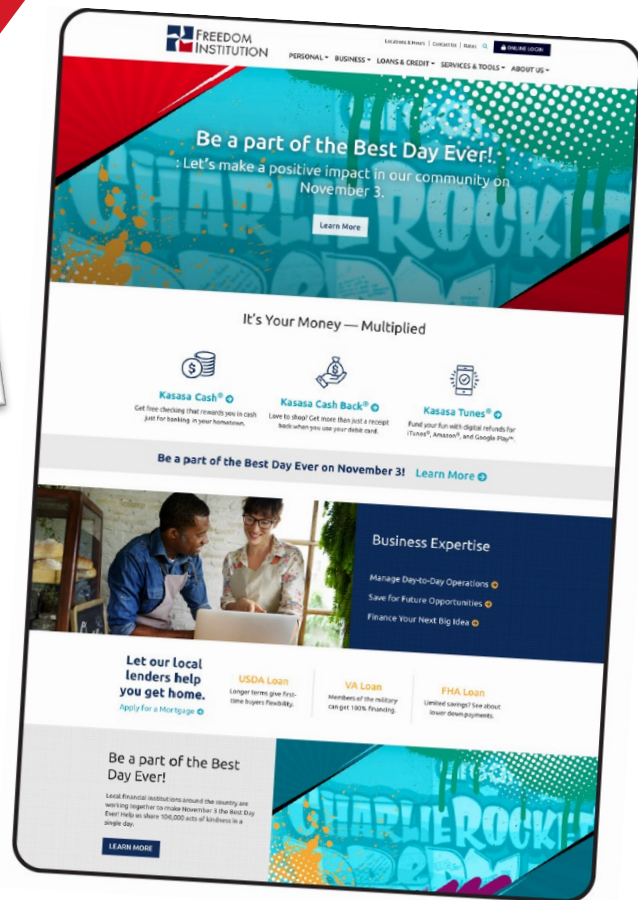 FREEDOM
INSTITUTION
Locations & Hours | Contact Us | Rates
ONLINE LOGIN
PERSONAL BUSINESS LOANS & CREDIT SERVICES & TOOLS ABOUT US
CHARLIE ROCKET
Be a part of the Best Day Ever!
: Let's make a positive impact in our community on
November 3.
Learn More
It's Your Money — Multiplied
Kasasa Cash®
Get free checking that rewards you in cash
just for banking in your hometown.
Kasasa Cash Back®
Love to shop? Get more than just a receipt
back when you use your debit card.
Kasasa Tunes®
Fund your fun with digital refunds for
iTunes®, Amazon®, and Google Play™.
Be a part of the Best Day Ever on November 3! Learn More
Business Expertise
Manage Day-to-Day Operations
Save for Future Opportunities
Finance Your Next Big Idea
Let our local
lenders help
you get home.
Apply for a Mortgage
USDA Loan
Longer terms give first-
time buyers flexibility.
VA Loan
Members of the military
can get 100% financing.
FHA Loan
Limited savings? See about
lower down payments.
Be a part of the Best
Day Ever!
Local financial institutions around the country are
working together to make November 3 the Best Day
Ever! Help us share 100,000 acts of kindness in a
single day.
LEARN MORE
CHARLIE ROCKET